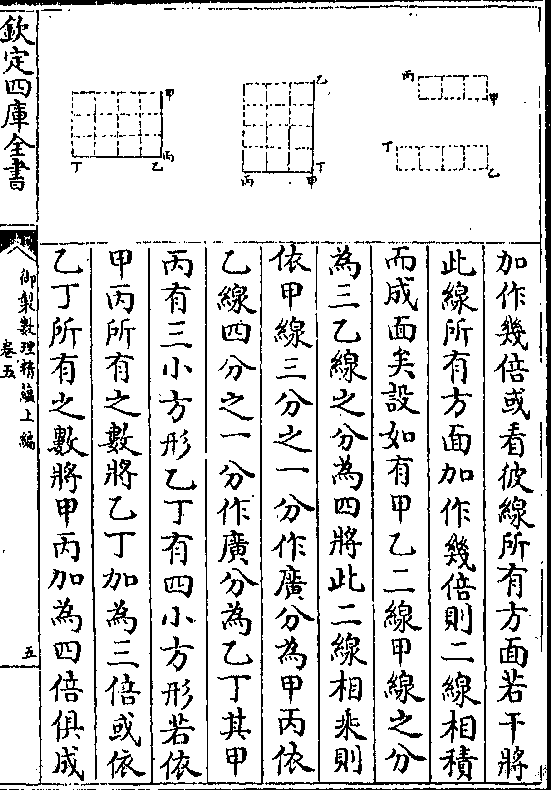 丙
甲
丁
乙
乙
丁
丙
甲
甲
丙
丁
乙
加作幾倍或看彼線所有方面若干將
此線所有方面加作幾倍則二線相積
而成面矣設如有甲乙二線甲線之分
為三乙線之分為四將此二線相乘則
依甲線三分之一分作廣分為甲丙依
乙線四分之一分作廣分為乙丁其甲
丙有三小方形乙丁有四小方形若依
甲丙所有之數將乙丁加為三倍或依
乙丁所有之數將甲丙加為四倍俱成
欽定四庫全書
御製數理精蘊上編
卷五
五